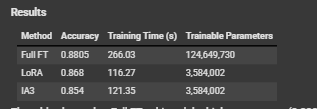 Results
Method Accuracy Training Time (s) Trainable Parameters
Full FT 0.8805 266.03 124,649,730
LoRA 0.868 116.27 3,584,002
IA3 0.854 121.35 3,584,002